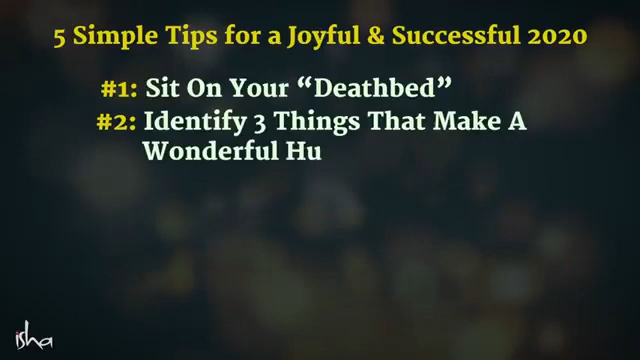 5 Simple Tips for a Joyful & Successful 2020
#1: Sit On Your “Deathbed”
#2: Identify 3 Things That Make A
Wonderful Hu
isha